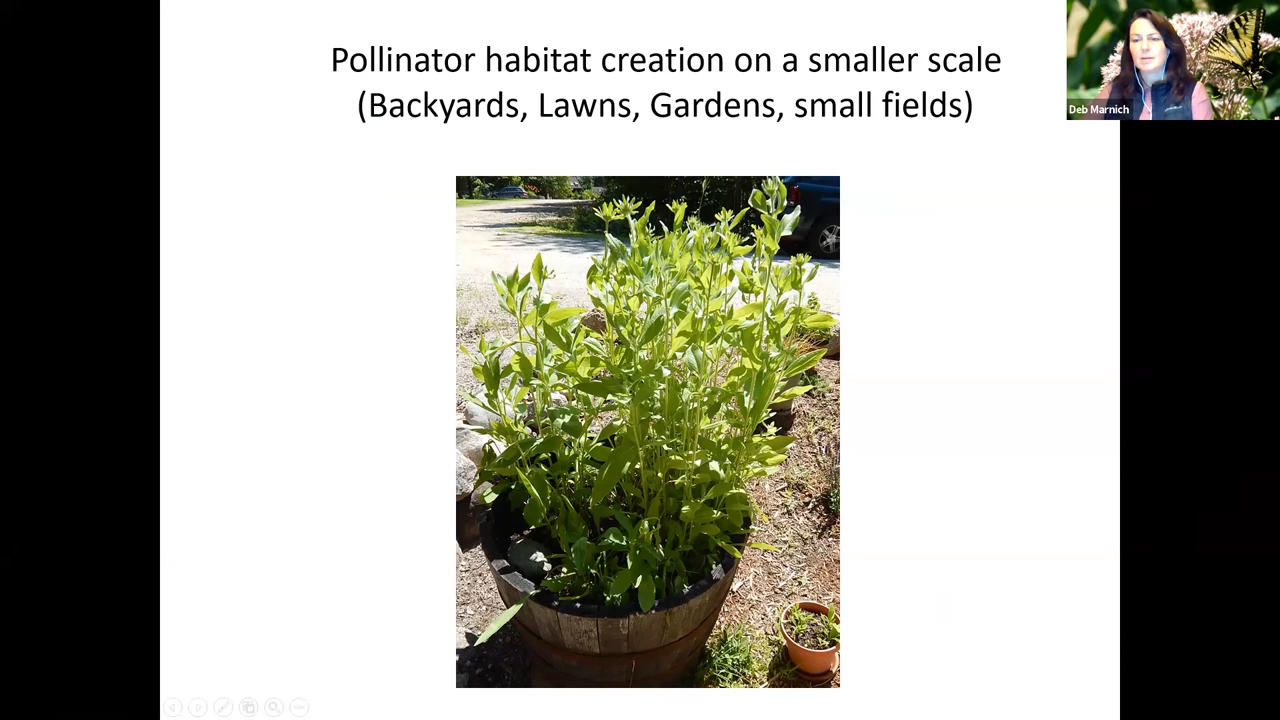 Pollinator habitat creation on a smaller scale
(Backyards, Lawns, Gardens, small fields)
Deb Marnich